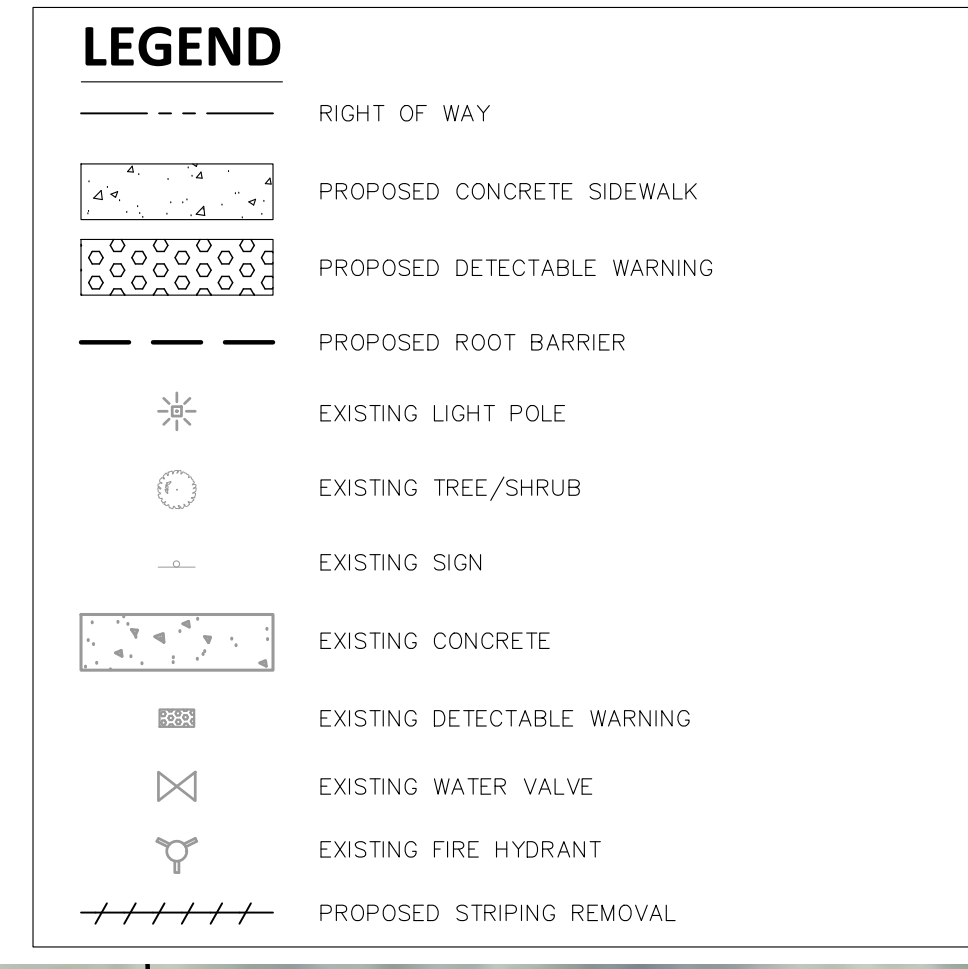 LEGEND
RIGHT OF WAY
PROPOSED CONCRETE SIDEWALK
PROPOSED DETECTABLE WARNING
PROPOSED ROOT BARRIER
EXISTING LIGHT POLE
EXISTING TREE/SHRUB
EXISTING SIGN
EXISTING CONCRETE
EXISTING DETECTABLE WARNING
EXISTING WATER VALVE
EXISTING FIRE HYDRANT
PROPOSED STRIPING REMOVAL